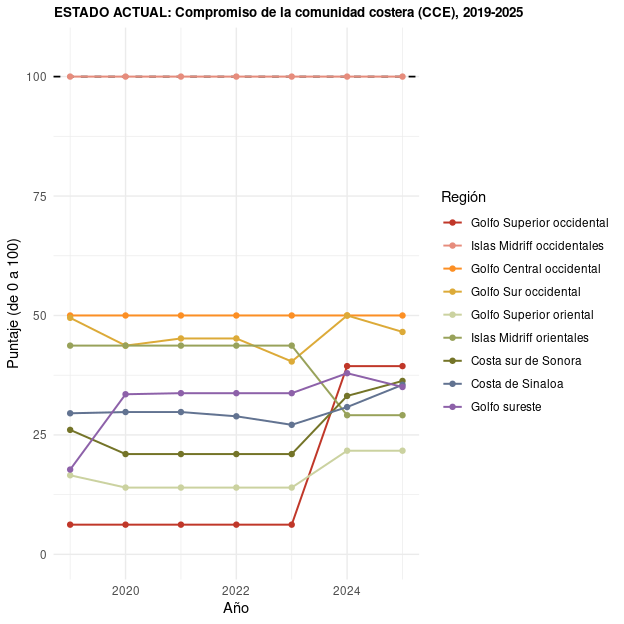 ESTADO ACTUAL: Compromiso de la comunidad costera (CCE), 2019-2025
100
75
50
25
0
Puntaje (de 0 a 100)
2020
2022
2024
Año
Región
Golfo Superior occidental
Islas Midriff occidentales
Golfo Central occidental
Golfo Sur occidental
Golfo Superior oriental
Islas Midriff orientales
Costa sur de Sonora
Costa de Sinaloa
Golfo sureste